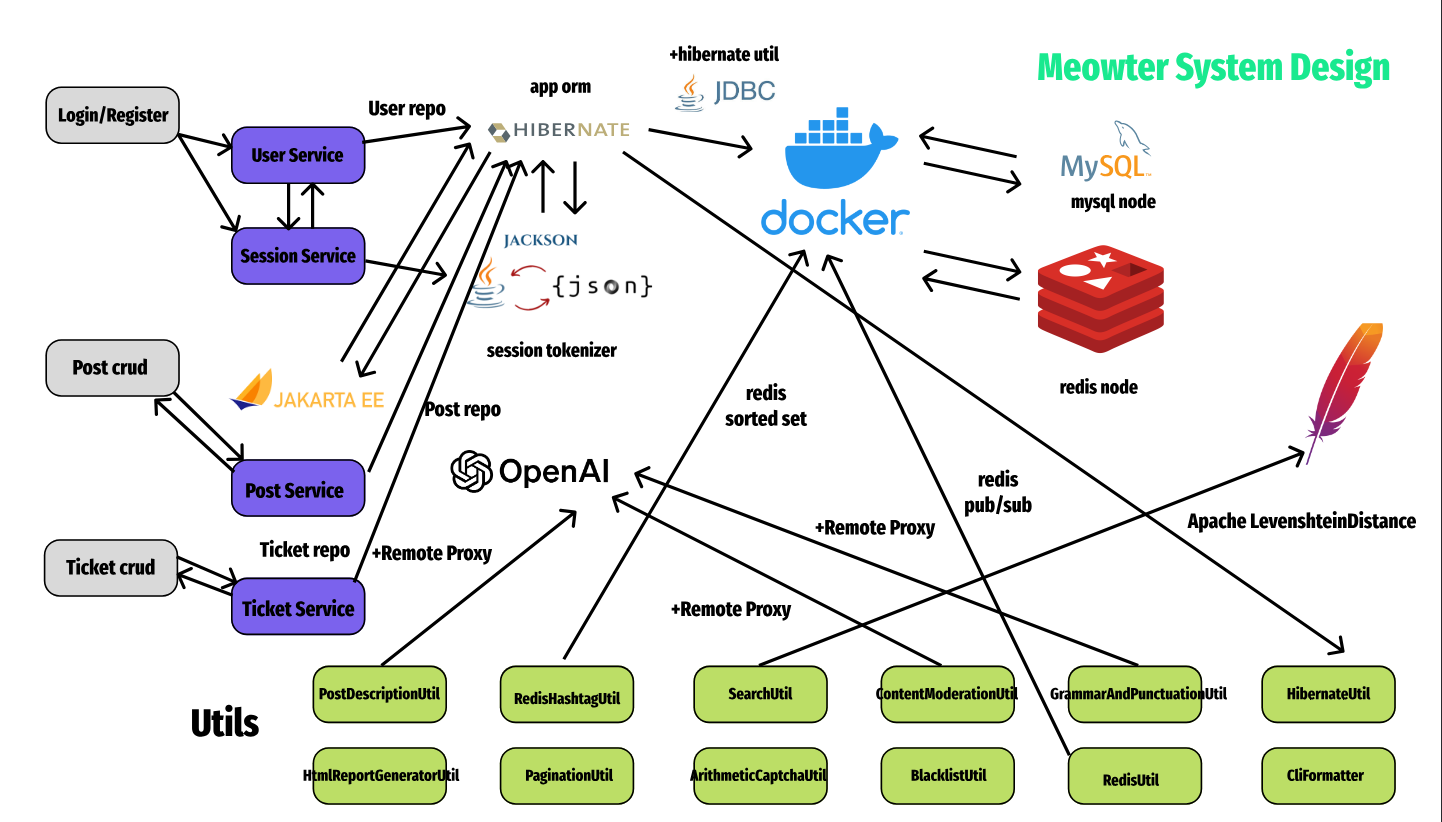 Meowter System Design
+hibernate util
JDBC
app orm
HIBERNATE
User repo
Login/Register
User Service
Session Service
docker
MySQL
mysql node
JACKSON
{json}
session tokenizer
redis node
Post crud
JAKARTA EE
Post repo
redis
sorted set
OpenAI
Post Service
redis
pub/sub
+Remote Proxy
Apache LevenshteinDistance
Ticket repo
+Remote Proxy
Ticket crud
Ticket Service
+Remote Proxy
Utils
PostDescriptionUtil
RedisHashtagUtil
SearchUtil
ContentModerationUtil
GrammarAndPunctuationUtil
HibernateUtil
HtmlReportGeneratorUtil
PaginationUtil
ArithmeticCaptchaUtil
BlacklistUtil
RedisUtil
CliFormatter